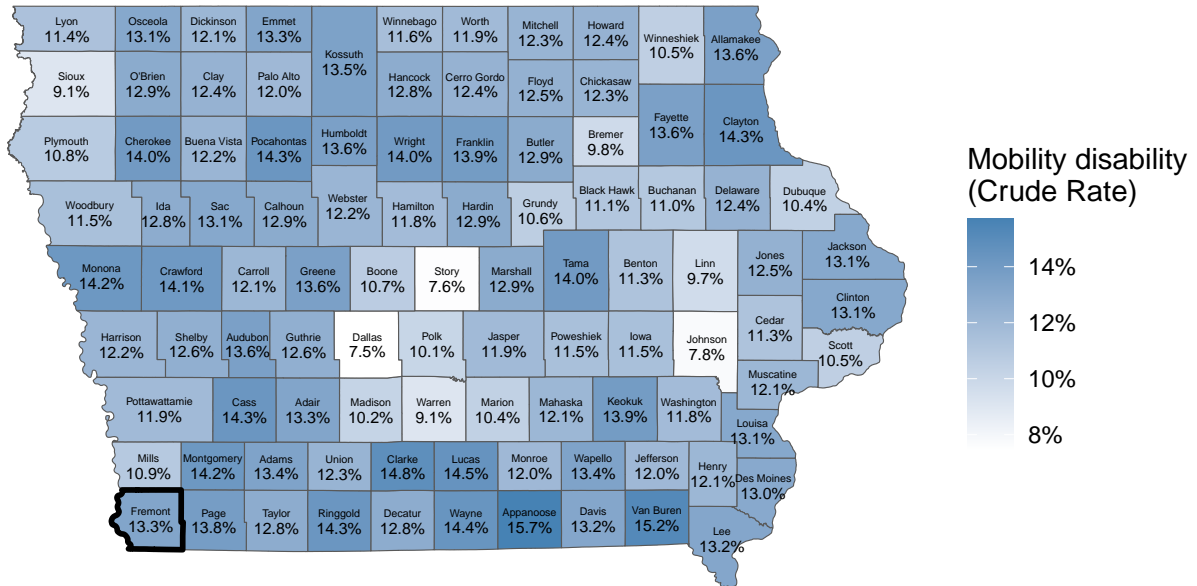 Lyon
11.4%
Osceola
13.1%
Dickinson
12.1%
Emmet
13.3%
Kossuth
13.5%
Winnebago
11.6%
Worth
11.9%
Mitchell
12.3%
Howard
12.4%
Winneshiek
10.5%
Allamakee
13.6%
Sioux
9.1%
O'Brien
12.9%
Clay
12.4%
Palo Alto
12.0%
Hancock
12.8%
Cerro Gordo
12.4%
Floyd
12.5%
Chickasaw
12.3%
Plymouth
10.8%
Cherokee
14.0%
Buena Vista
12.2%
Pocahontas
14.3%
Humboldt
13.6%
Wright
14.0%
Franklin
13.9%
Butler
12.9%
Bremer
9.8%
Fayette
13.6%
Clayton
14.3%
Woodbury
11.5%
Ida
12.8%
Sac
13.1%
Calhoun
12.9%
Webster
12.2%
Hamilton
11.8%
Hardin
12.9%
Grundy
10.6%
Black Hawk
11.1%
Buchanan
11.0%
Delaware
12.4%
Dubuque
10.4%
Monona
14.2%
Crawford
14.1%
Carroll
12.1%
Greene
13.6%
Boone
10.7%
Story
7.6%
Marshall
12.9%
Tama
14.0%
Benton
11.3%
Linn
9.7%
Jones
12.5%
Jackson
13.1%
Clinton
13.1%
Harrison
12.2%
Shelby
12.6%
Audubon
13.6%
Guthrie
12.6%
Dallas
7.5%
Polk
10.1%
Jasper
11.9%
Poweshiek
11.5%
Iowa
11.5%
Johnson
7.8%
Cedar
11.3%
Scott
10.5%
Muscatine
12.1%
Pottawattamie
11.9%
Cass
14.3%
Adair
13.3%
Madison
10.2%
Warren
9.1%
Marion
10.4%
Mahaska
12.1%
Keokuk
13.9%
Washington
11.8%
Louisa
13.1%
Mills
10.9%
Montgomery
14.2%
Adams
13.4%
Union
12.3%
Clarke
14.8%
Lucas
14.5%
Monroe
12.0%
Wapello
13.4%
Jefferson
12.0%
Henry
12.1%
Des Moines
13.0%
Fremont
13.3%
Page
13.8%
Taylor
12.8%
Ringgold
14.3%
Decatur
12.8%
Wayne
14.4%
Appanoose
15.7%
Davis
13.2%
Van Buren
15.2%
Lee
13.2%
Mobility disability
(Crude Rate)
14%
12%
10%
8%